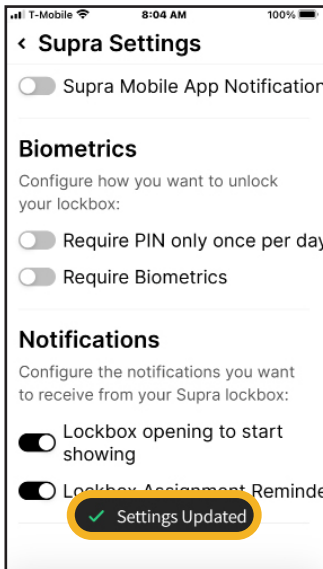 T-Mobile 8:04 AM 100%
‹ Supra Settings
Supra Mobile App Notification
Biometrics
Configure how you want to unlock
your lockbox:
Require PIN only once per day
Require Biometrics
Notifications
Configure the notifications you want
to receive from your Supra lockbox:
Lockbox opening to start
showing
Lockbox Assignment Reminde
Settings Updated